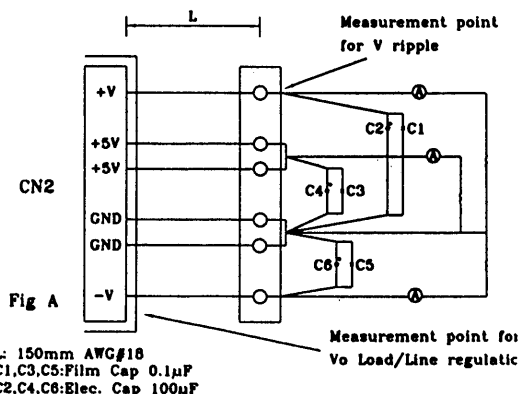 L
Measurement point
for V ripple
+V
A
C2 C1
+5V
A
+5V
CN2
C4 C3
GND
GND
C6 C5
Fig A
-V
A
Measurement point for
Vo Load/Line regulatic
L: 150mm AWG#18
C1,C3,C5:Film Cap 0.1µF
C2,C4,C6:Elec. Cap 100µF